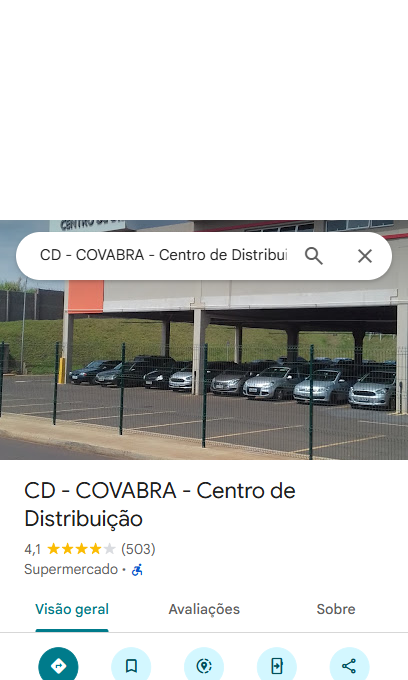 CD - COVABRA - Centro de Distribui
CD - COVABRA - Centro de
Distribuição
4,1 (503)
Supermercado ·
Visão geral Avaliações Sobre